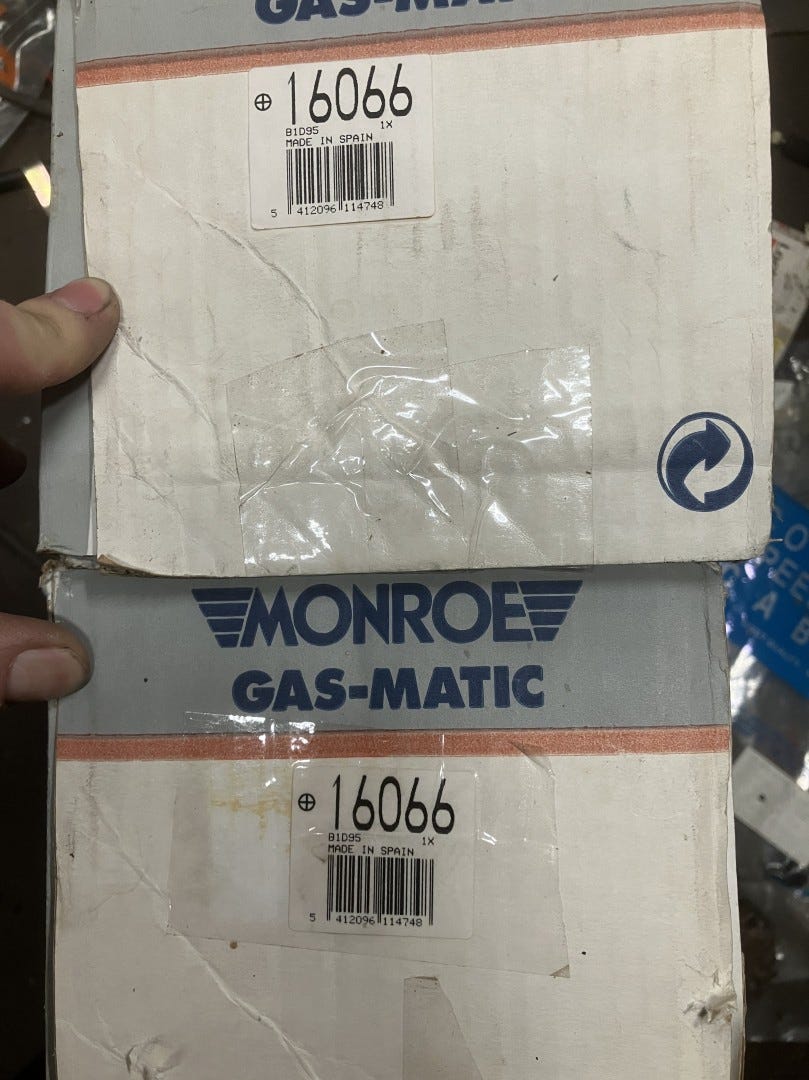 GAS-MATIC
16066
B1D95 1X
MADE IN SPAIN
5 412096 114748
MONROE
GAS-MATIC
16066
B1D95 1X
MADE IN SPAIN
5 412096 114748